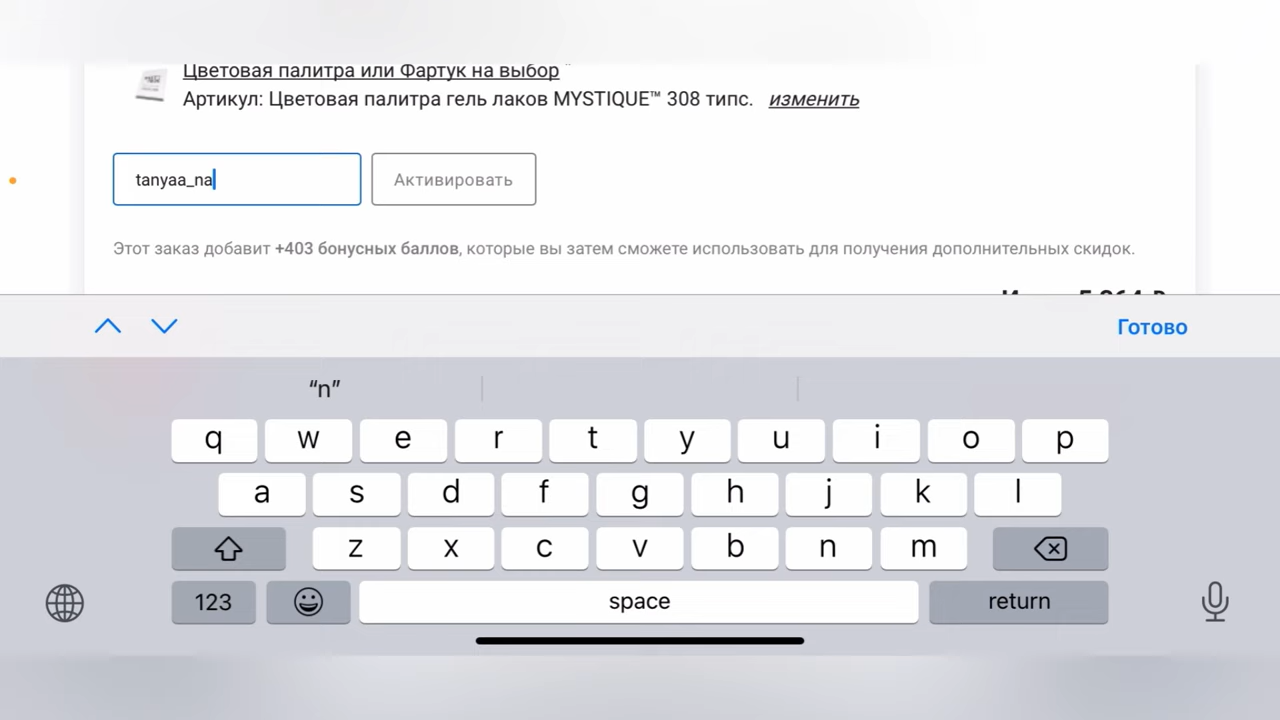 Цветовая палитра или Фартук на выбор
Артикул: Цветовая палитра гель лаков MYSTIQUE™ 308 типс. изменить
tanyaa_na
Активировать
Этот заказ добавит +403 бонусных баллов, которые вы затем сможете использовать для получения дополнительных скидок.
Готово
“n”
q w e r t y u i o p
a s d f g h j k l
z x c v b n m
123 space return